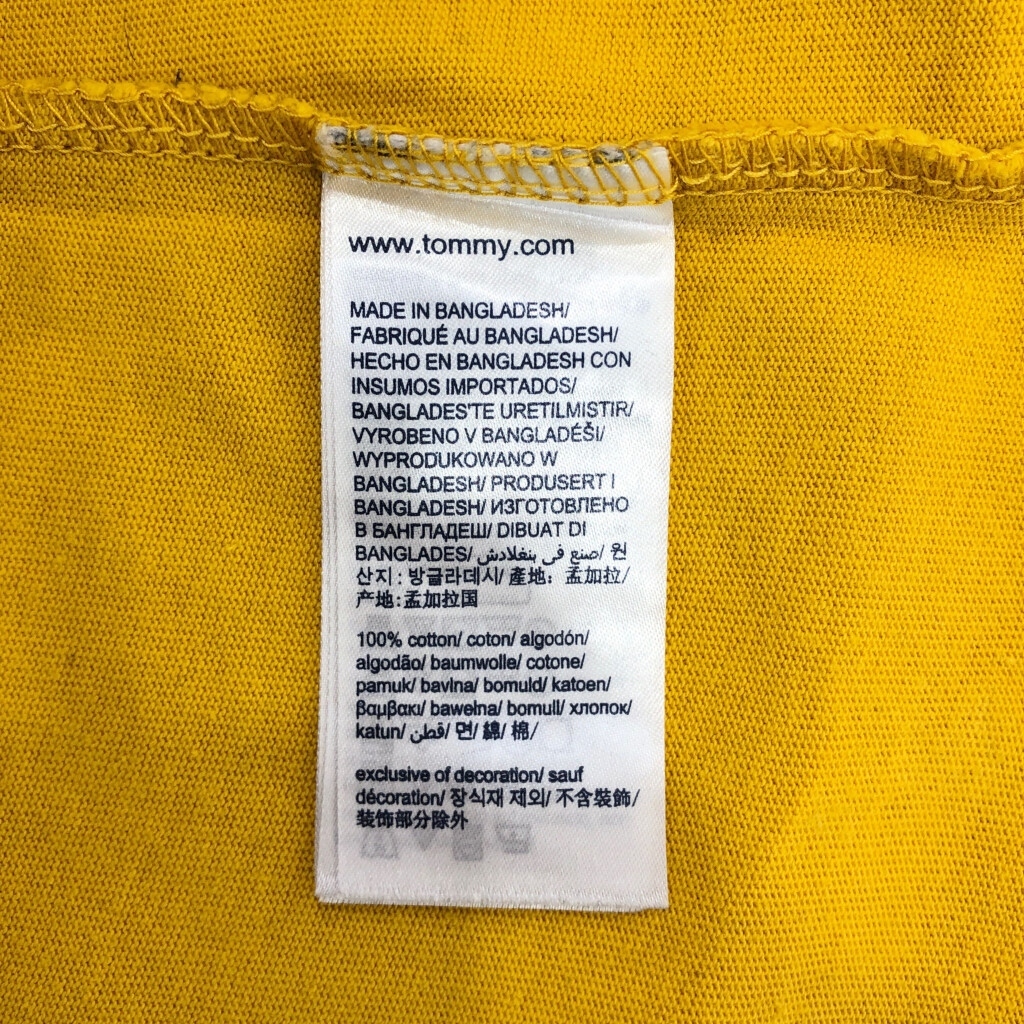 www.tommy.com
MADE IN BANGLADESH/
FABRIQUÉ AU BANGLADESH/
HECHO EN BANGLADESH CON
INSUMOS IMPORTADOS/
BANGLADES'TE URETILMISTIR/
VYROBENO V BANGLADÉŠI/
WYPRODUKOWANO W
BANGLADESH/ PRODUSERT I
BANGLADESH/ ИЗГОТОВЛЕНО
В БАНГЛАДЕШ/ DIBUAT DI
BANGLADES/ صنع في بنغلادش/ 원
산지 : 방글라데시/ 產地： 孟加拉/
产地:孟加拉国
100% cotton/ coton/ algodón/
algodão/ baumwolle/ cotone/
pamuk/ bavlna/ bomuld/ katoen/
βαμβακι/ bawełna/ bomull/ хлопок/
katun/ قطن/ 면/ 綿/ 棉/
exclusive of decoration/ sauf
décoration/ 장식재 제외/ 不含裝飾/
装饰部分除外